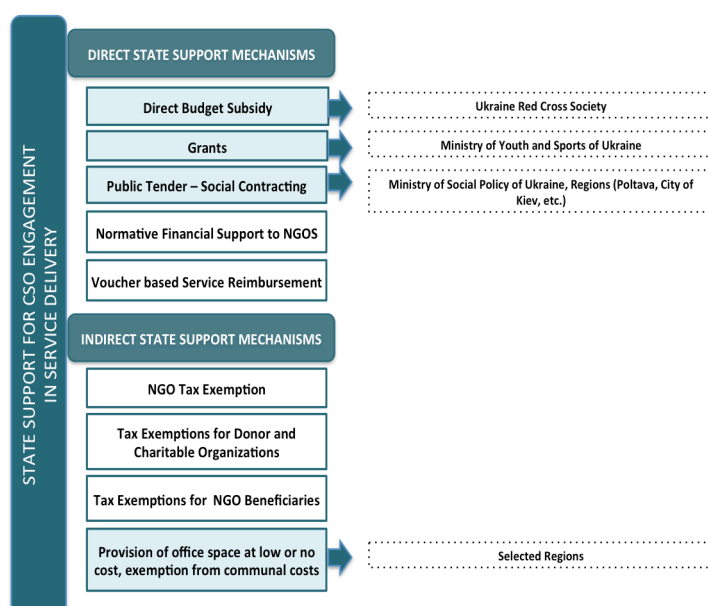 STATE SUPPORT FOR CSO ENGAGEMENT
IN SERVICE DELIVERY
DIRECT STATE SUPPORT MECHANISMS
Direct Budget Subsidy
Ukraine Red Cross Society
Grants
Ministry of Youth and Sports of Ukraine
Public Tender – Social Contracting
Ministry of Social Policy of Ukraine, Regions (Poltava, City of
Kiev, etc.)
Normative Financial Support to NGOS
Voucher based Service Reimbursement
INDIRECT STATE SUPPORT MECHANISMS
NGO Tax Exemption
Tax Exemptions for Donor and
Charitable Organizations
Tax Exemptions for NGO Beneficiaries
Provision of office space at low or no
cost, exemption from communal costs
Selected Regions